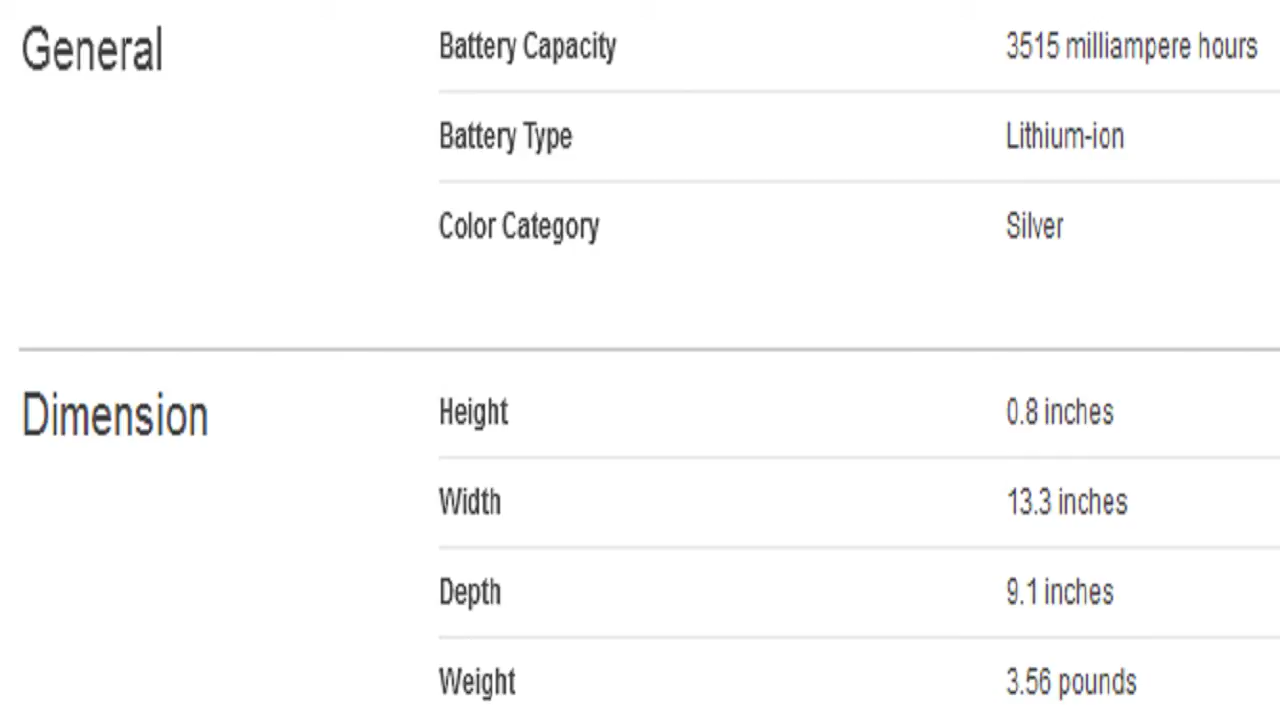 General
Battery Capacity 3515 milliampere hours
Battery Type Lithium-ion
Color Category Silver
Dimension
Height 0.8 inches
Width 13.3 inches
Depth 9.1 inches
Weight 3.56 pounds